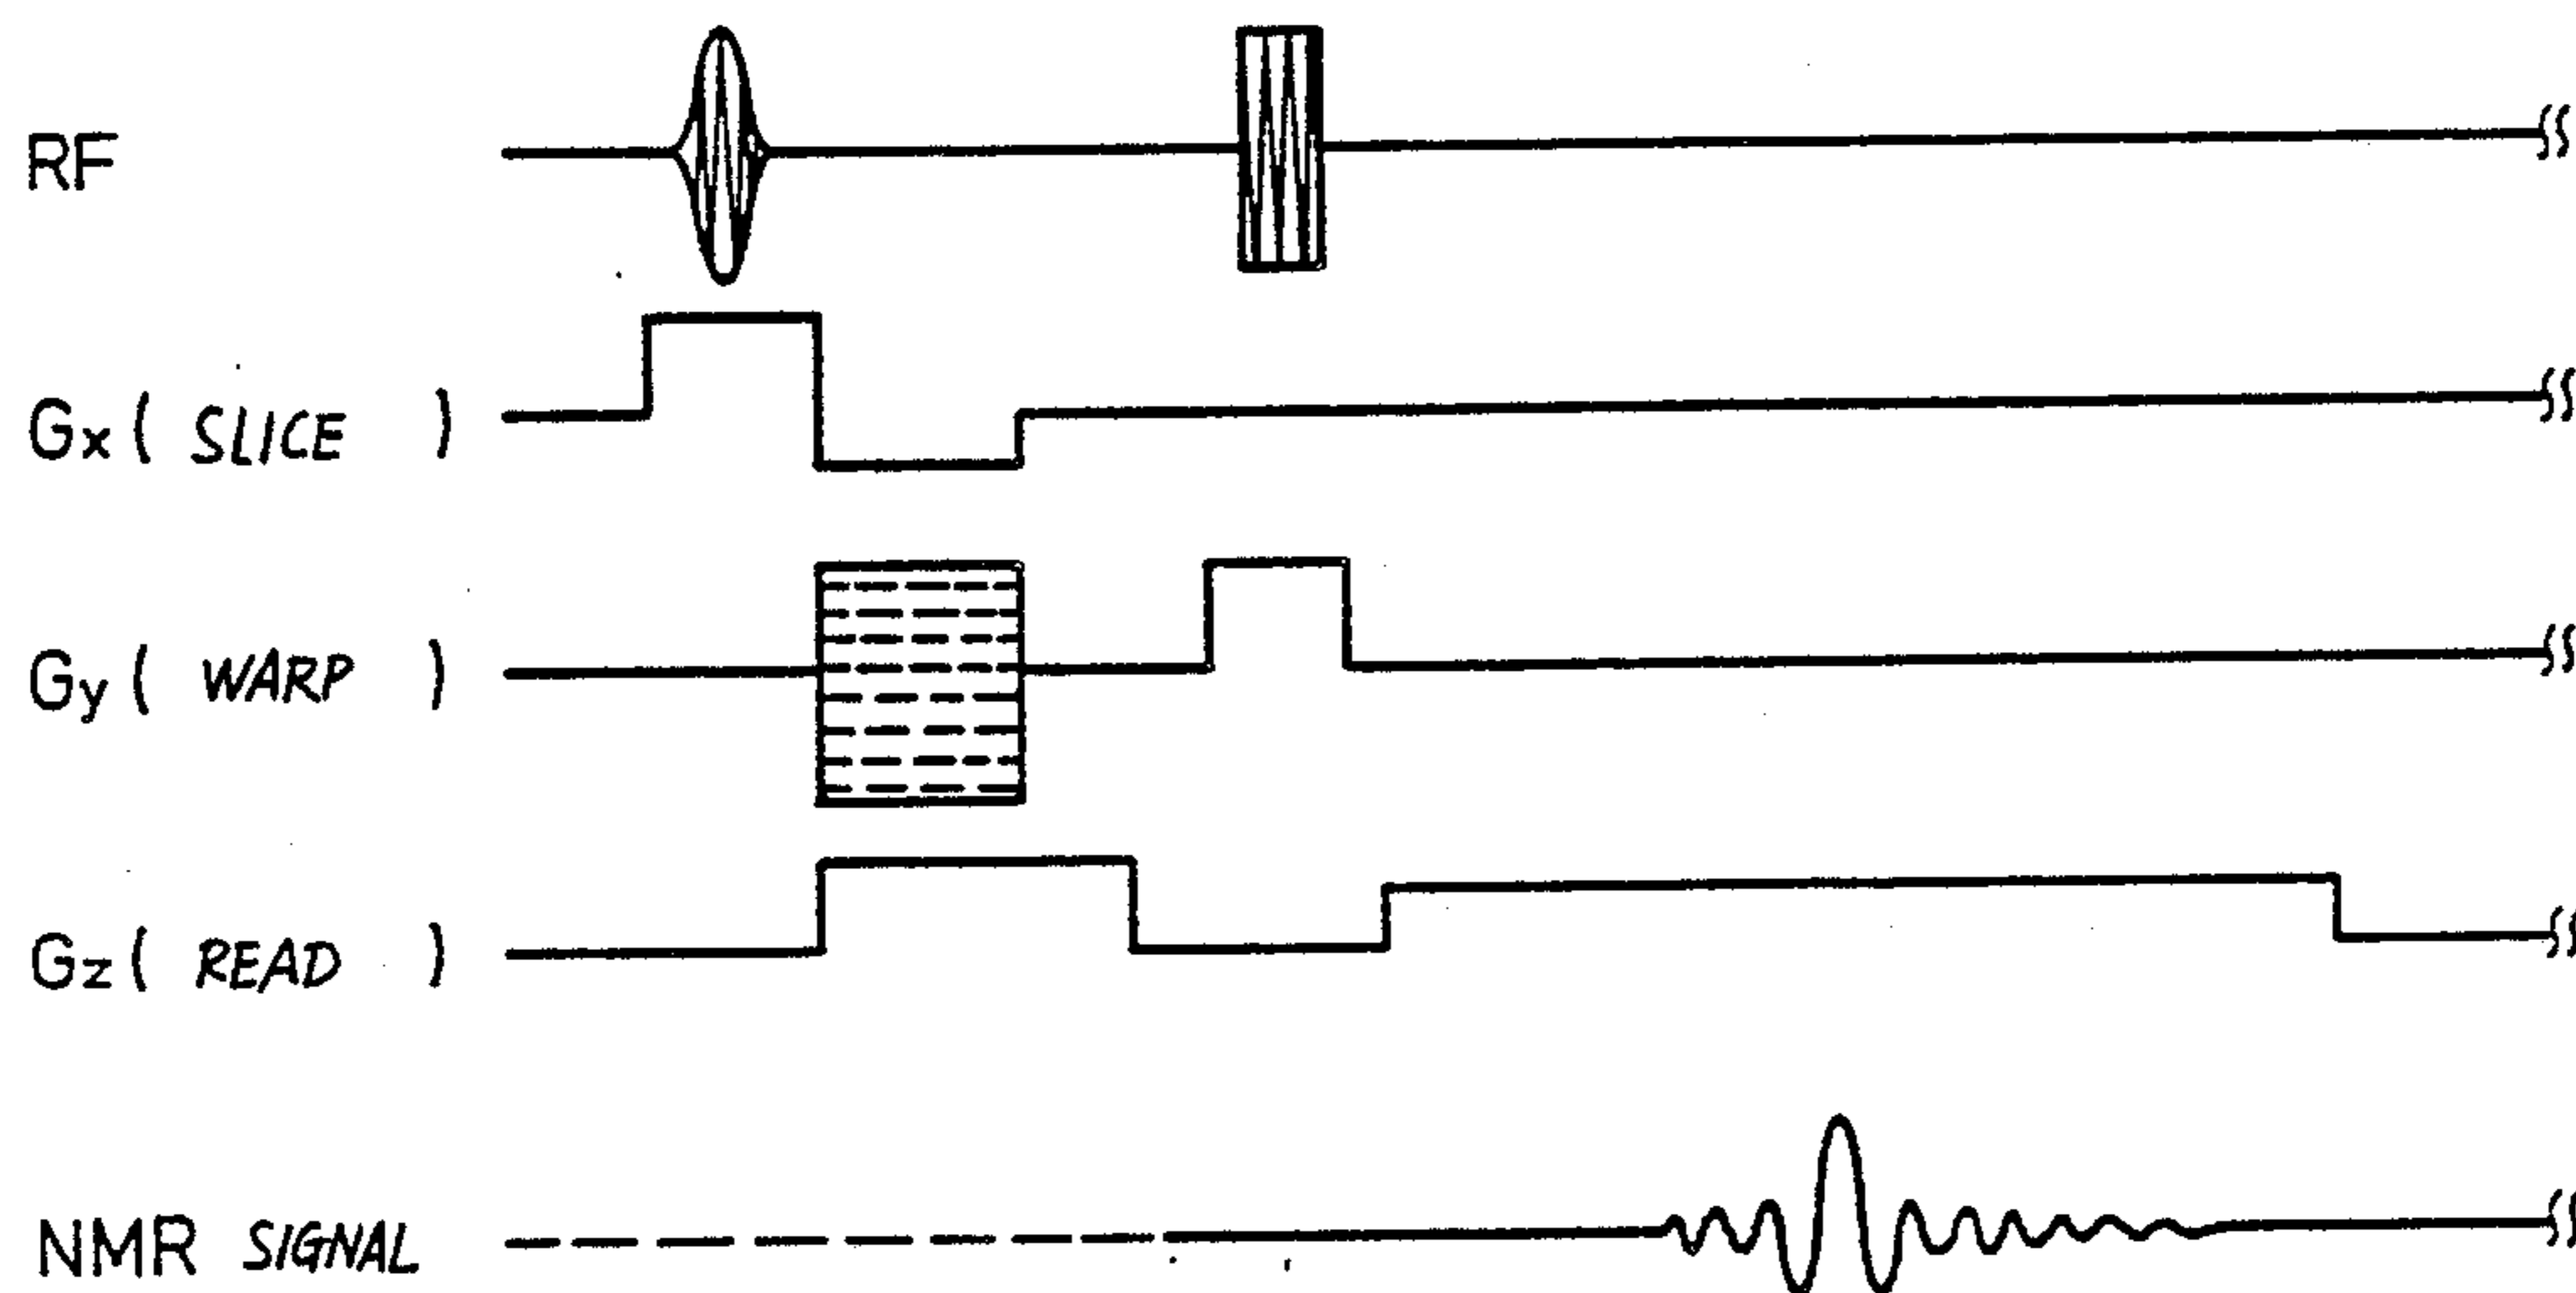 RF
Gx ( SLICE )
Gy ( WARP )
Gz ( READ )
NMR SIGNAL